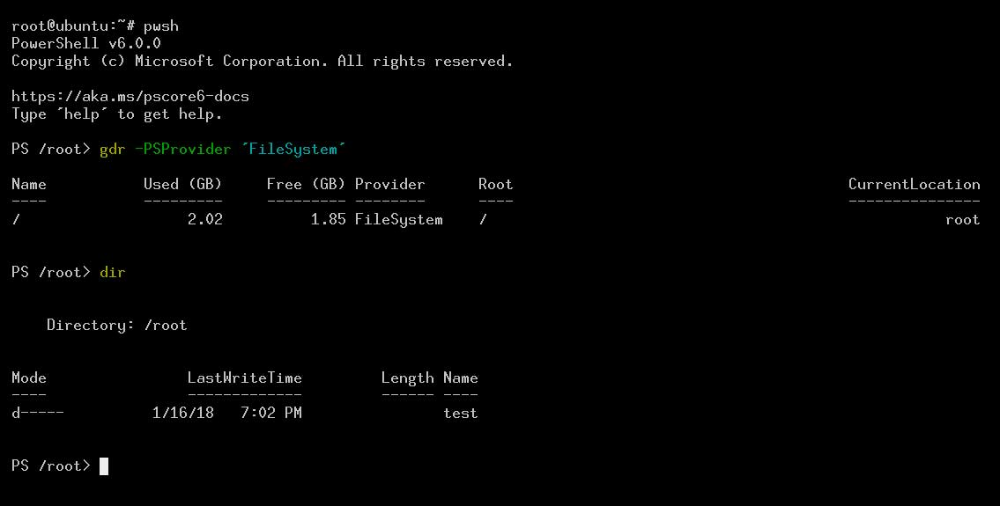 root@ubuntu:~# pwsh
PowerShell v6.0.0
Copyright (c) Microsoft Corporation. All rights reserved.

https://aka.ms/pscore6-docs
Type ´help´ to get help.

PS /root> gdr -PSProvider ´FileSystem´

Name           Used (GB)     Free (GB) Provider      Root                                      CurrentLocation
----           ---------     --------- --------      ----                                      ---------------
/                   2.02          1.85 FileSystem    /                                                    root

PS /root> dir

    Directory: /root

Mode                LastWriteTime         Length Name
----                -------------         ------ ----
d-----          1/16/18   7:02 PM                test

PS /root>